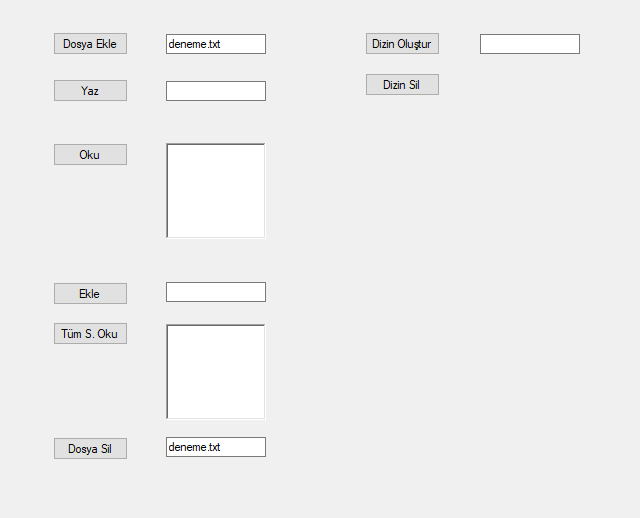 Dosya Ekle
deneme.txt
Dizin Oluştur
Yaz
Dizin Sil
Oku
Ekle
Tüm S. Oku
Dosya Sil
deneme.txt